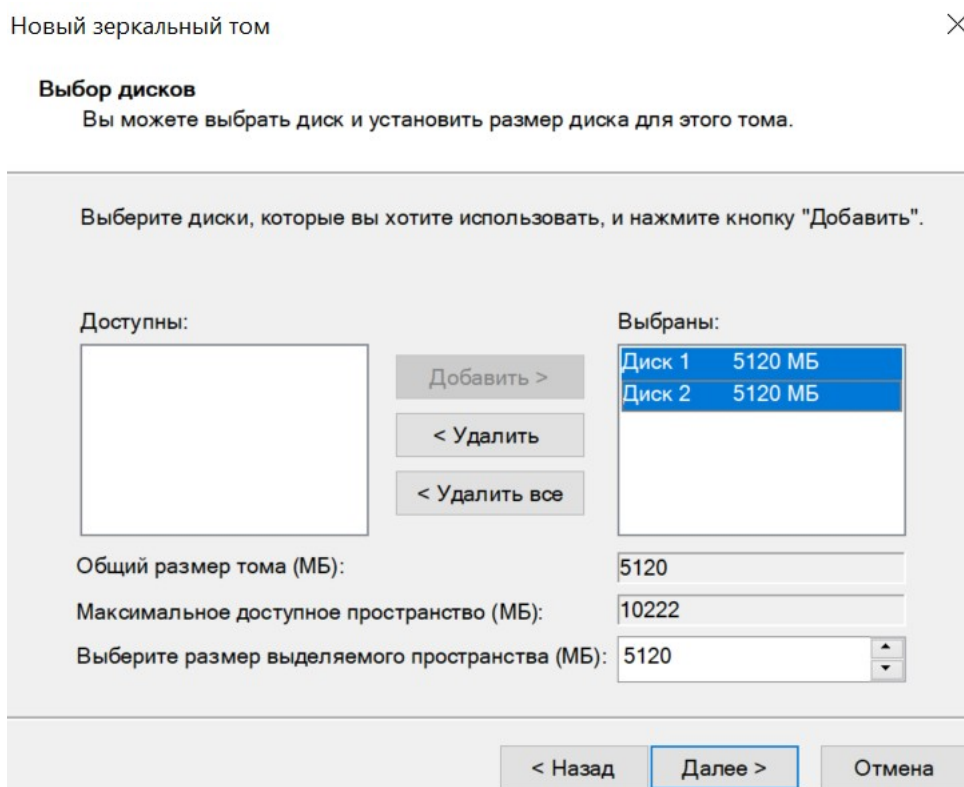 Новый зеркальный том
Выбор дисков
Вы можете выбрать диск и установить размер диска для этого тома.
Выберите диски, которые вы хотите использовать, и нажмите кнопку "Добавить".
Доступны:
Выбраны:
Добавить >
< Удалить
< Удалить все
Диск 1 5120 МБ
Диск 2 5120 МБ
Общий размер тома (МБ): 5120
Максимальное доступное пространство (МБ): 10222
Выберите размер выделяемого пространства (МБ): 5120
< Назад Далее > Отмена